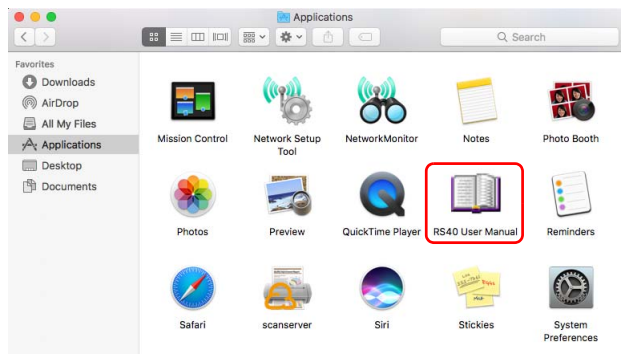 Applications
Search
Favorites
Downloads
AirDrop
All My Files
Applications
Desktop
Documents
Mission Control
Network Setup
Tool
NetworkMonitor
Notes
Photo Booth
Photos
Preview
QuickTime Player
RS40 User Manual
Reminders
Safari
scanserver
Siri
Stickies
System
Preferences